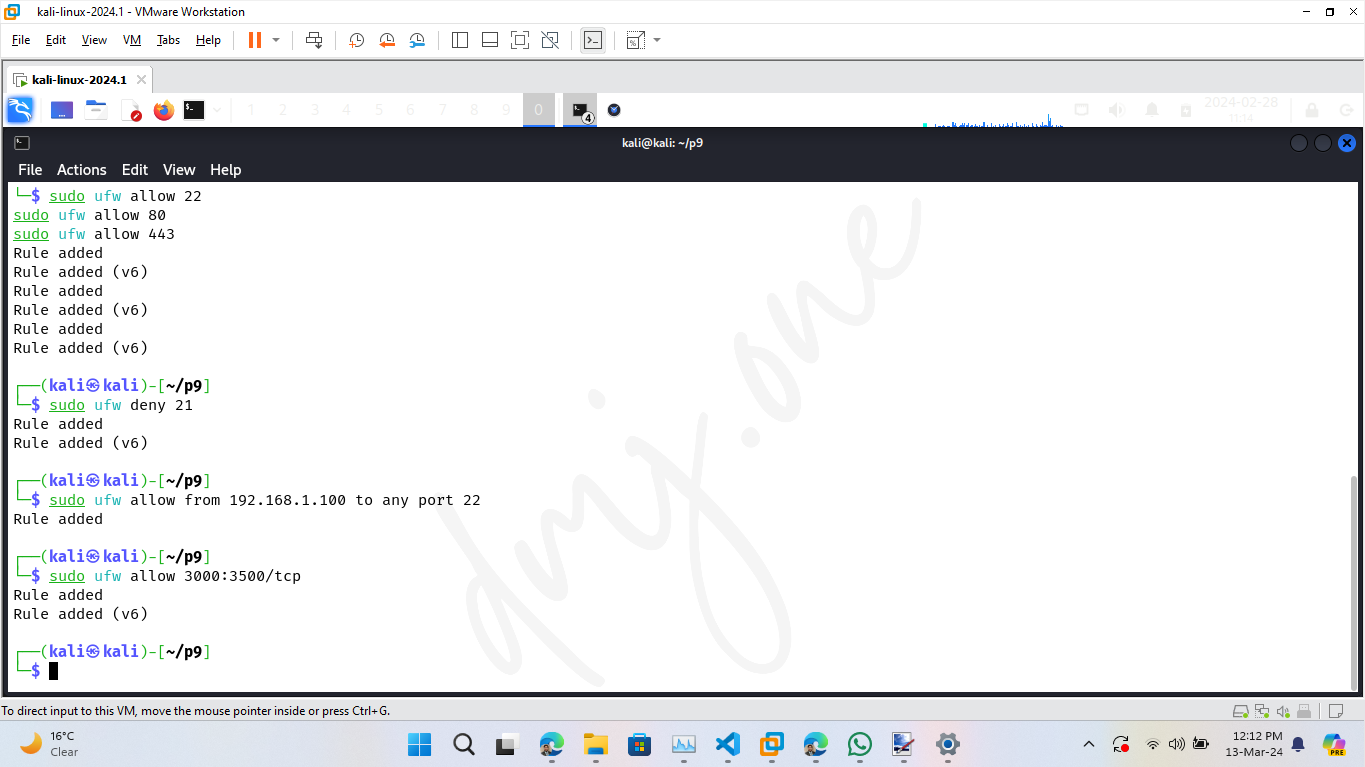 kali-linux-2024.1 - VMware Workstation
File Edit View VM Tabs Help
kali-linux-2024.1
1 2 3 4 5 6 7 8 9 0 4 2024-02-28
11:14
kali@kali: ~/p9
File Actions Edit View Help
└─$ sudo ufw allow 22
sudo ufw allow 80
sudo ufw allow 443
Rule added
Rule added (v6)
Rule added
Rule added (v6)
Rule added
Rule added (v6)
┌──(kali㉿kali)-[~/p9]
└─$ sudo ufw deny 21
Rule added
Rule added (v6)
┌──(kali㉿kali)-[~/p9]
└─$ sudo ufw allow from 192.168.1.100 to any port 22
Rule added
┌──(kali㉿kali)-[~/p9]
└─$ sudo ufw allow 3000:3500/tcp
Rule added
Rule added (v6)
┌──(kali㉿kali)-[~/p9]
└─$
dmj.one
To direct input to this VM, move the mouse pointer inside or press Ctrl+G.
16°C
Clear
12:12 PM
13-Mar-24
PRE